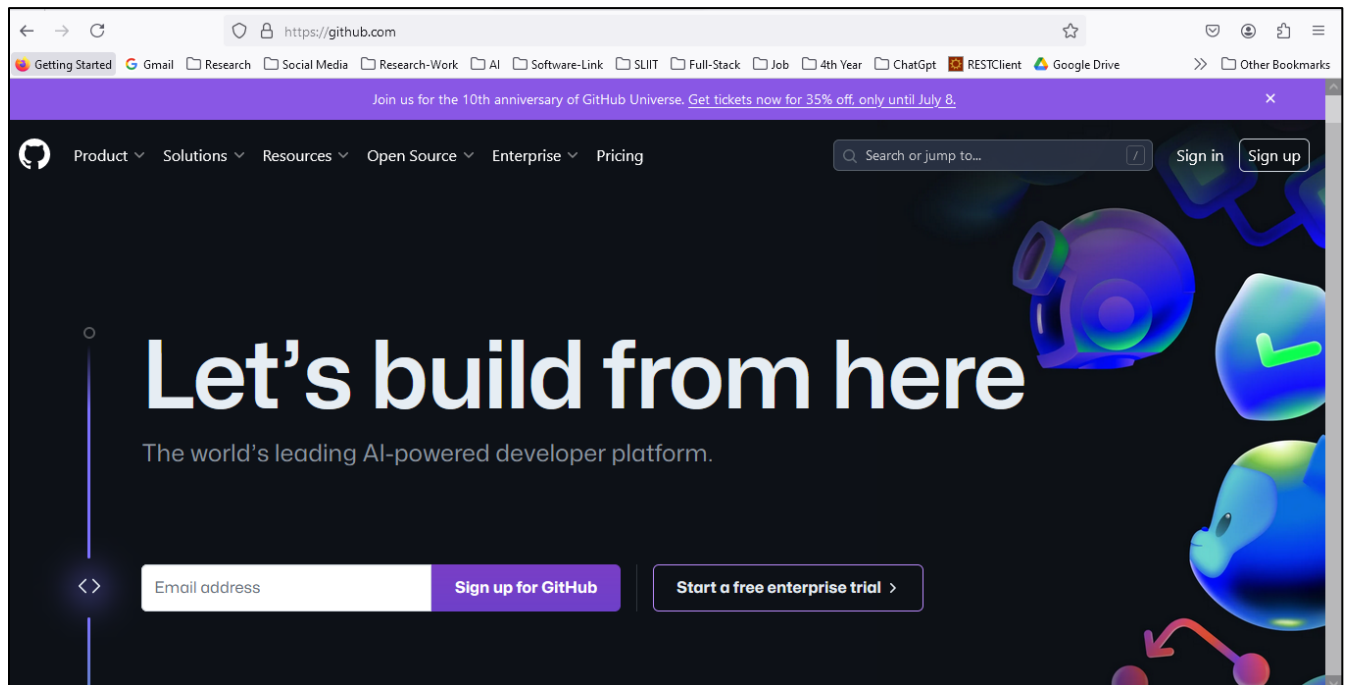 https://github.com
Getting Started Gmail Research Social Media Research-Work AI Software-Link SLIIT Full-Stack Job 4th Year ChatGpt RESTClient Google Drive Other Bookmarks
Join us for the 10th anniversary of GitHub Universe. Get tickets now for 35% off, only until July 8.
Product Solutions Resources Open Source Enterprise Pricing Search or jump to... / Sign in Sign up
Let’s build from here
The world’s leading AI-powered developer platform.
Email address Sign up for GitHub Start a free enterprise trial